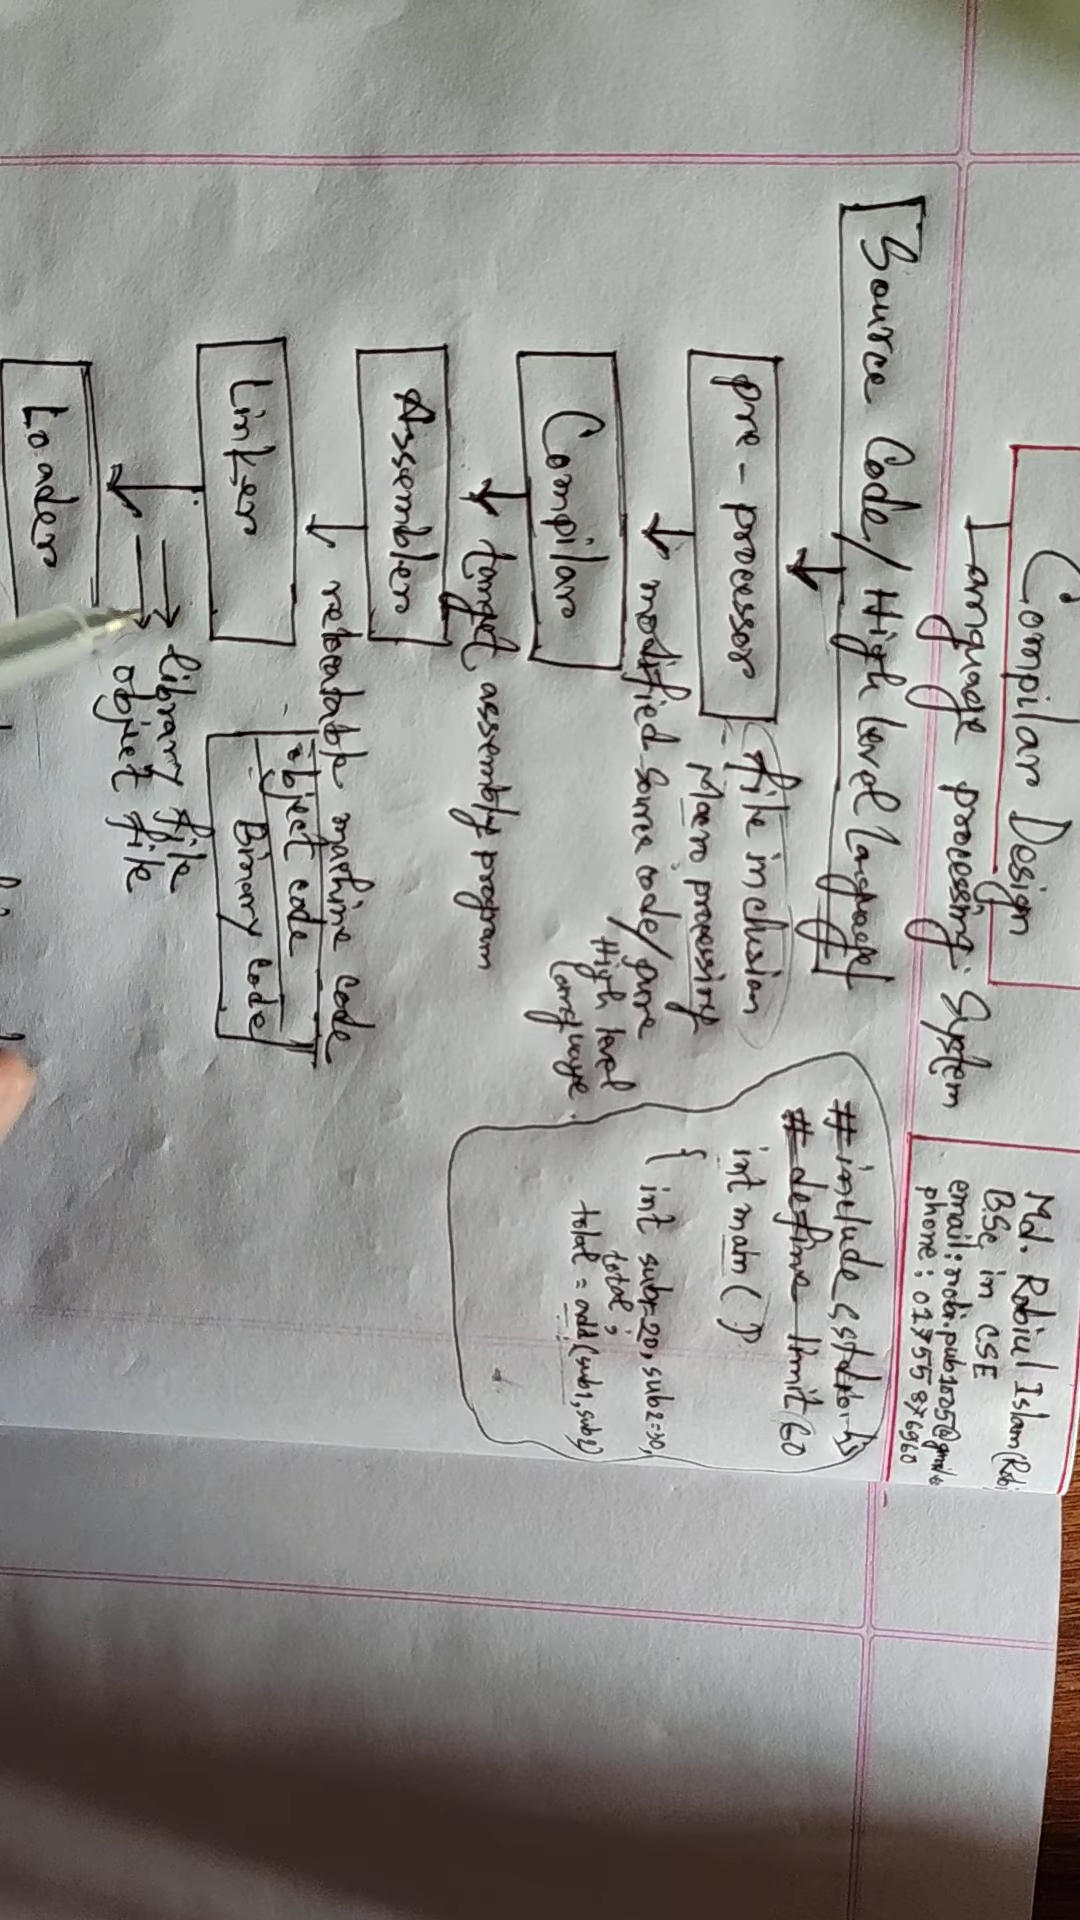 Compilar Design
Language processing System
Md. Robiul Islam (Robi
BSc in CSE
phone: 01755876960
Source Code/High level language
pre-processor
file inclusion
Macro processing
modified source code/pure
High level
language
Compilar
target assembly program
Assembler
relocatable machine code
object code
Binary code
Linker
library file
object file
Loader
#include <stdio.h>
#define limit 60
int main()
{ int sub1=20, sub2=30,
total;
total = add(sub1, sub2)